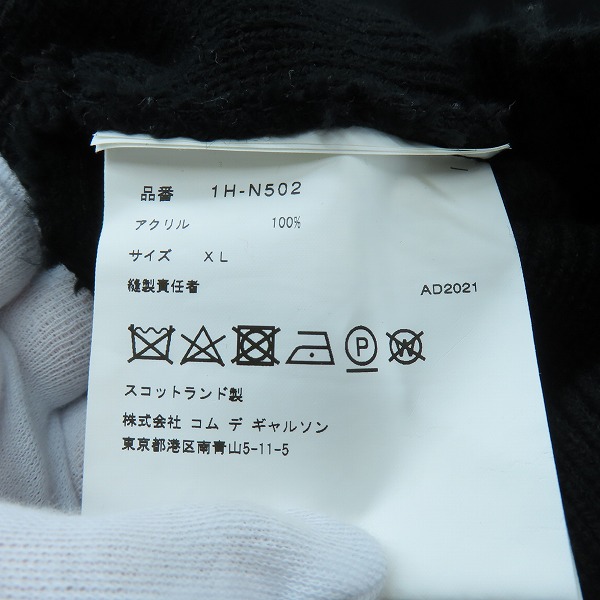 品番 1H-N502
アクリル 100%
サイズ XL
縫製責任者 AD2021
P W
スコットランド製
株式会社 コム デ ギャルソン
東京都港区南青山5-11-5